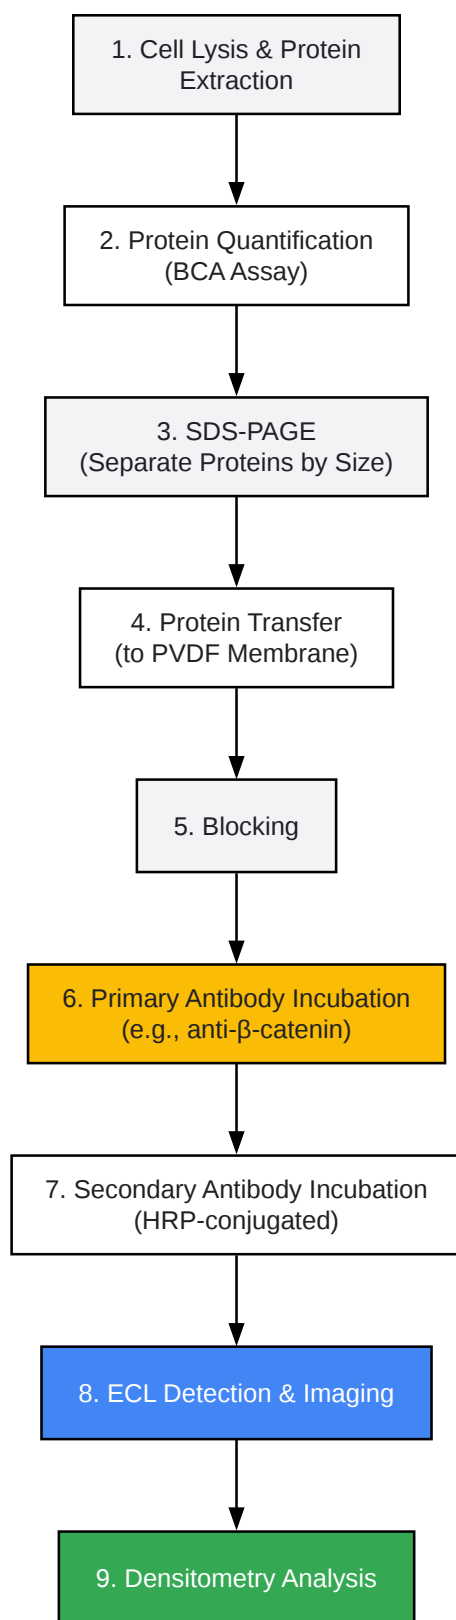 1. Cell Lysis & Protein
Extraction
2. Protein Quantification
(BCA Assay)
3. SDS-PAGE
(Separate Proteins by Size)
4. Protein Transfer
(to PVDF Membrane)
5. Blocking
6. Primary Antibody Incubation
(e.g., anti-β-catenin)
7. Secondary Antibody Incubation
(HRP-conjugated)
8. ECL Detection & Imaging
9. Densitometry Analysis